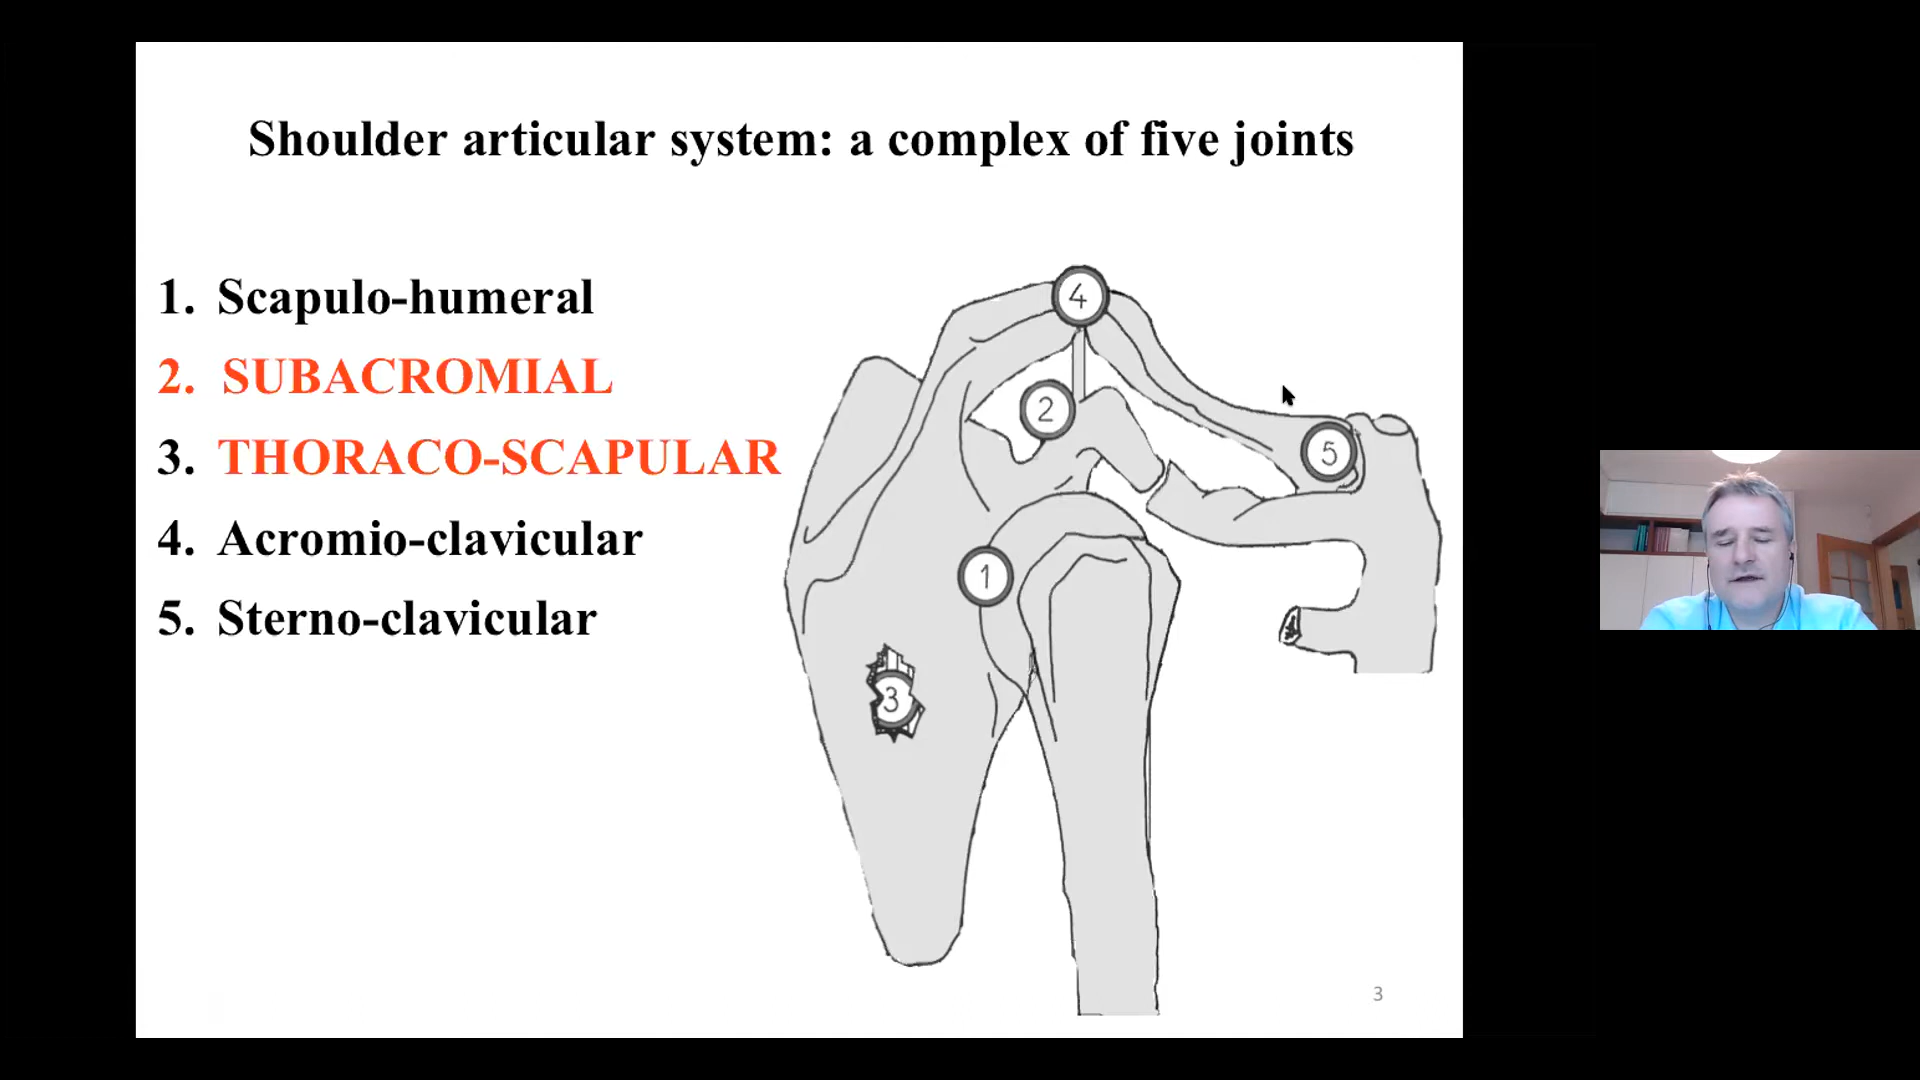 Shoulder articular system: a complex of five joints
1. Scapulo-humeral
2. SUBACROMIAL
3. THORACO-SCAPULAR
4. Acromio-clavicular
5. Sterno-clavicular
4
2
5
1
3
3